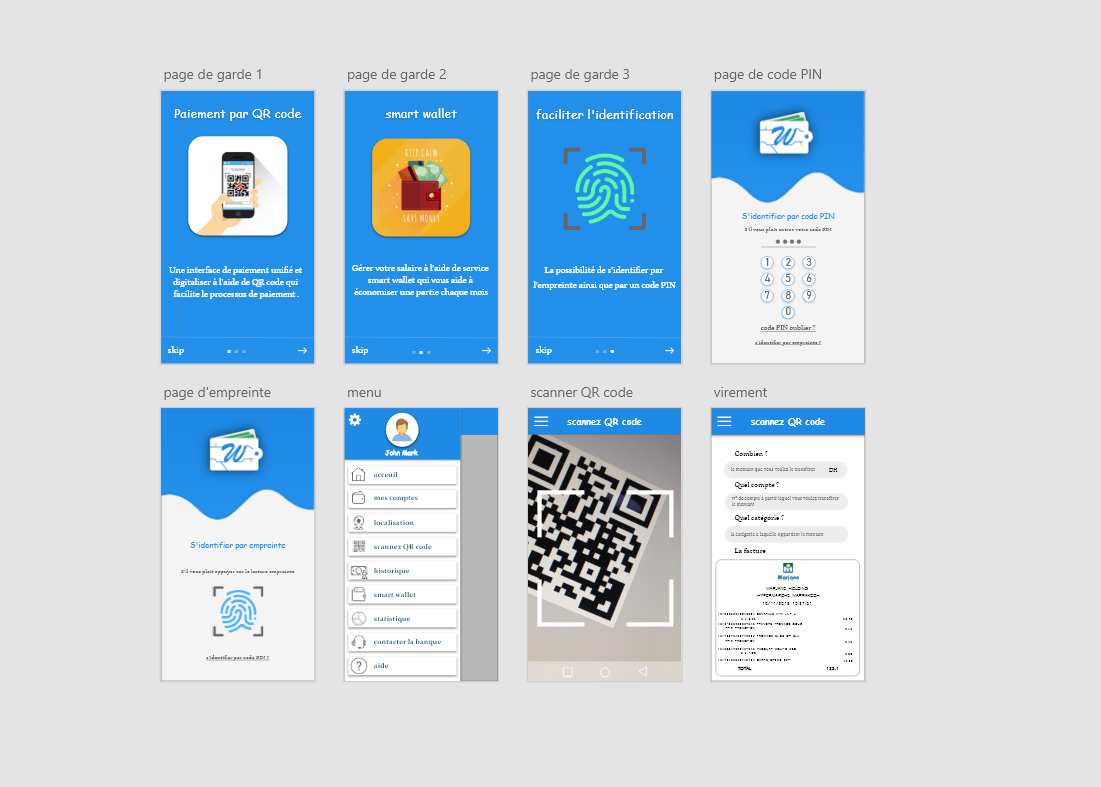 page de garde 1
Paiement par QR code
Une interface de paiement unifié et
digitaliser à l'aide de QR code qui
facilite le processus de paiement .
skip
page de garde 2
smart wallet
KEEP CALM
SAVE MONEY
Gérer votre salaire à l'aide de service
smart wallet qui vous aide à
économiser une partie chaque mois
skip
page de garde 3
faciliter l'identification
La possibilité de s'identifier par
l'empreinte ainsi que par un code PIN
skip
page de code PIN
W
S'identifier par code PIN
S'il vous plait entrez votre code PIN
1 2 3
4 5 6
7 8 9
0
code PIN oublier ?
s'identifier par empreinte ?
page d'empreinte
W
S'identifier par empreinte
S'il vous plait appuyer sur la lecture empreinte
s'identifier par code PIN ?
menu
John Mark
acceuil
mes comptes
localisation
scannez QR code
historique
smart wallet
statistique
contacter la banque
aide
scanner QR code
scannez QR code
virement
scannez QR code
Combien ?
le montant que vous voulez le transférer DH
Quel compte ?
N° de compte à partir laquel vous voulez transférer
le montant
Quel catégorie ?
la catégorie à laquelle Appartient le montant
La facture
Marjane
MARJANE HOLDING
HYPERMARCHE MARRAKECH
TOTAL 133.1